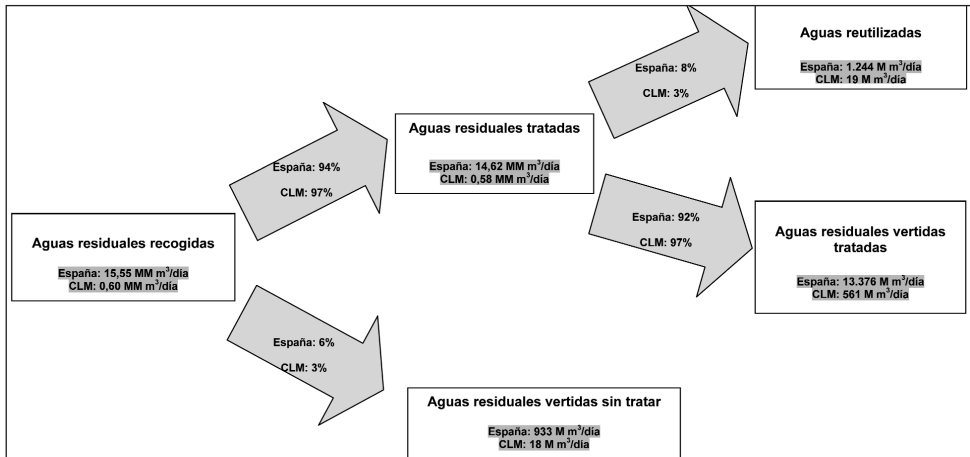 Aguas residuales recogidas
España: 15,55 MM m³/día
CLM: 0,60 MM m³/día
España: 94%
CLM: 97%
España: 6%
CLM: 3%
Aguas residuales tratadas
España: 14,62 MM m³/día
CLM: 0,58 MM m³/día
Aguas residuales vertidas sin tratar
España: 933 M m³/día
CLM: 18 M m³/día
España: 8%
CLM: 3%
España: 92%
CLM: 97%
Aguas reutilizadas
España: 1.244 M m³/día
CLM: 19 M m³/día
Aguas residuales vertidas
tratadas
España: 13.376 M m³/día
CLM: 561 M m³/día